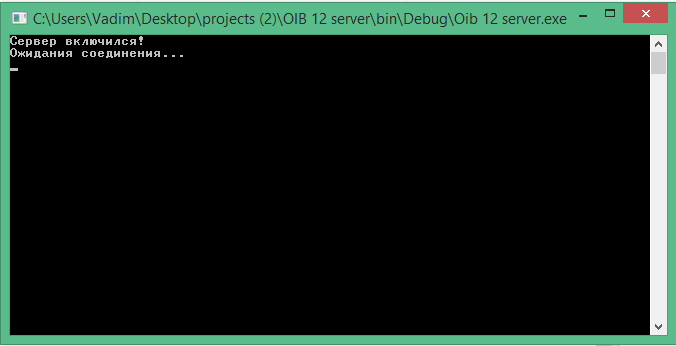 C:\Users\Vadim\Desktop\projects (2)\OIB 12 server\bin\Debug\Oib 12 server.exe
Сервер включился!
Ожидания соединения...